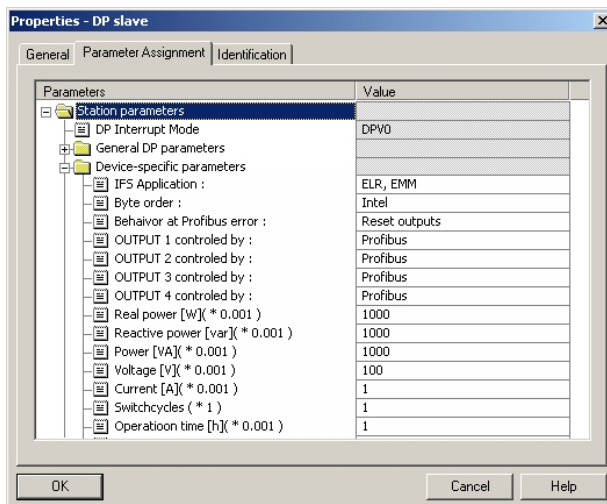 Properties - DP slave
General Parameter Assignment Identification
Parameters Value
Station parameters
DP Interrupt Mode DPV0
General DP parameters
Device-specific parameters
IFS Application : ELR, EMM
Byte order : Intel
Behaivor at Profibus error : Reset outputs
OUTPUT 1 controled by : Profibus
OUTPUT 2 controled by : Profibus
OUTPUT 3 controled by : Profibus
OUTPUT 4 controled by : Profibus
Real power [W]( * 0.001 ) 1000
Reactive power [var]( * 0.001 ) 1000
Power [VA]( * 0.001 ) 1000
Voltage [V]( * 0.001 ) 100
Current [A]( * 0.001 ) 1
Switchcycles ( * 1 ) 1
Operatioon time [h]( * 0.001 ) 1
OK Cancel Help